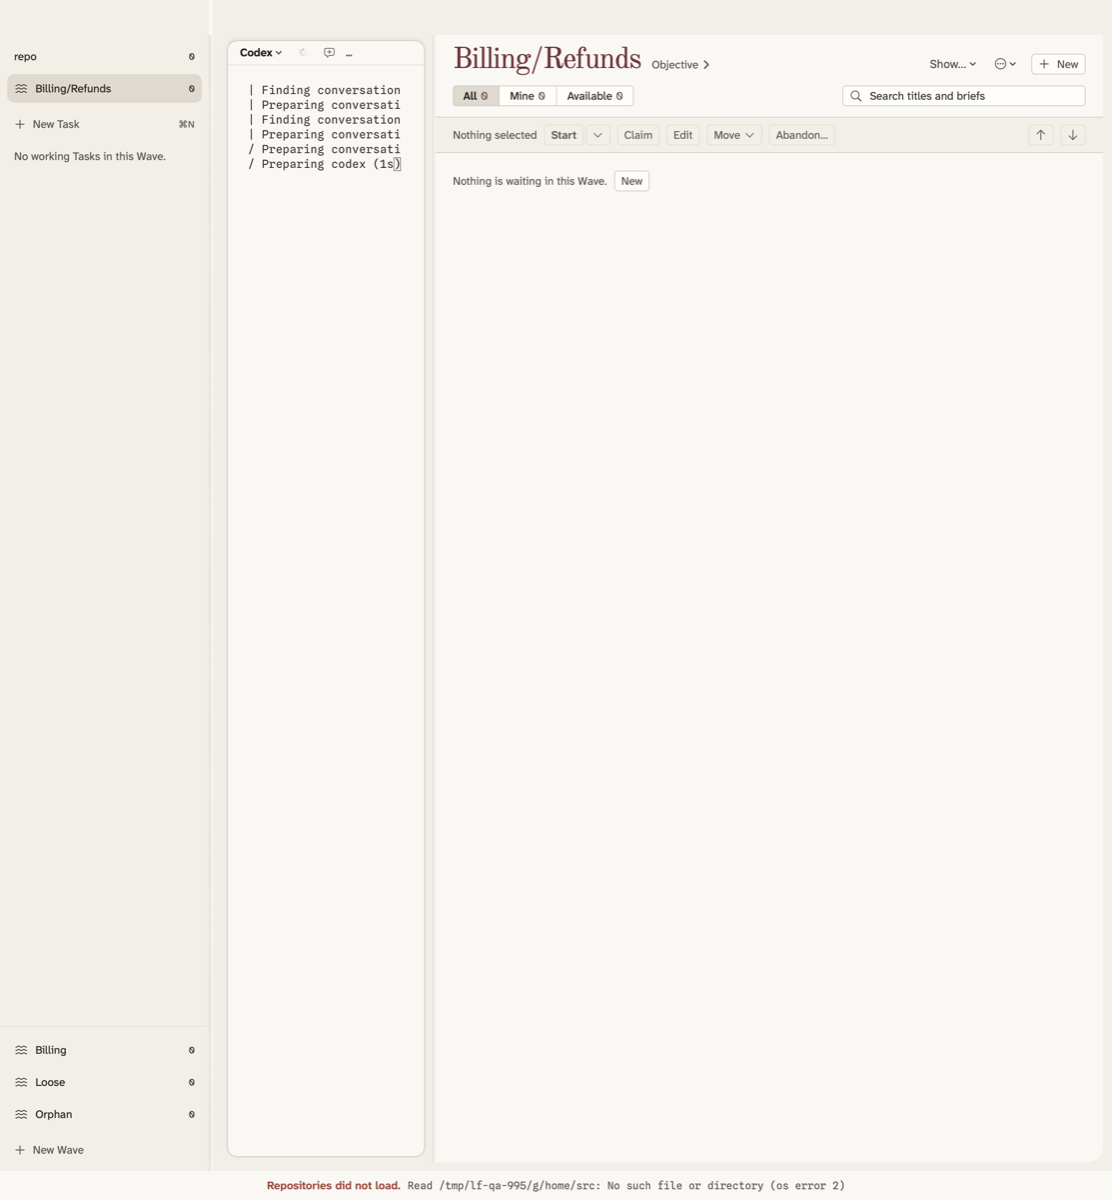 repo 0
Billing/Refunds 0
New Task ⌘N
No working Tasks in this Wave.
Billing 0
Loose 0
Orphan 0
New Wave
Codex
...
| Finding conversation
| Preparing conversati
| Finding conversation
| Preparing conversati
/ Preparing conversati
/ Preparing codex (1s)
Billing/Refunds Objective
Show... New
All 0 Mine 0 Available 0 Search titles and briefs
Nothing selected Start Claim Edit Move Abandon...
Nothing is waiting in this Wave. New
Repositories did not load. Read /tmp/lf-qa-995/g/home/src: No such file or directory (os error 2)